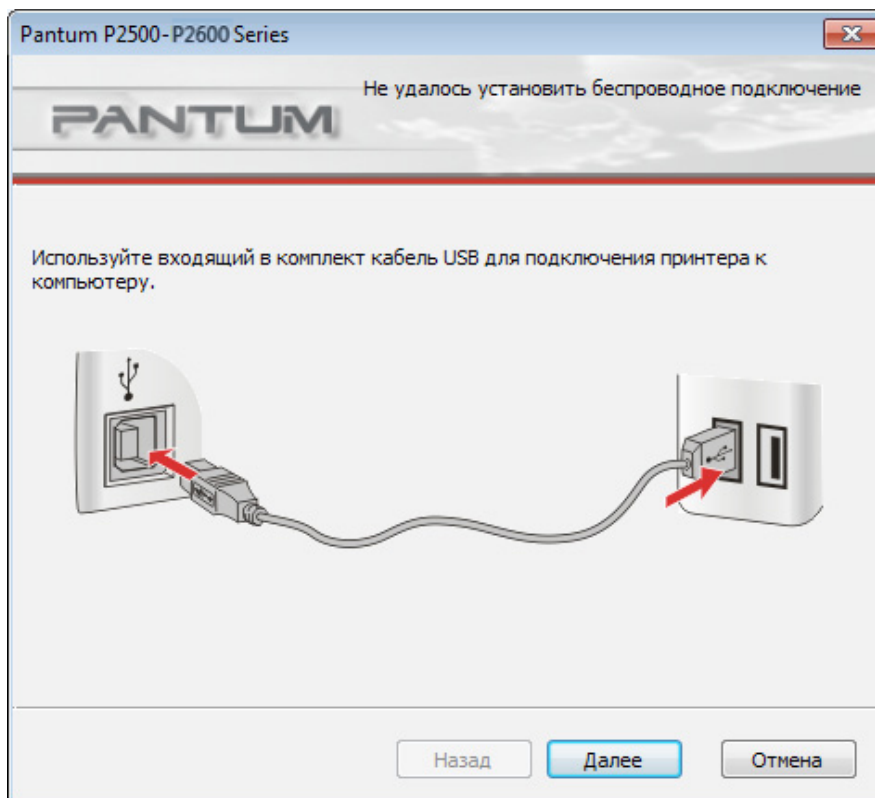 Pantum P2500-P2600 Series
Не удалось установить беспроводное подключение
PANTUM
Используйте входящий в комплект кабель USB для подключения принтера к
компьютеру.
Назад
Далее
Отмена